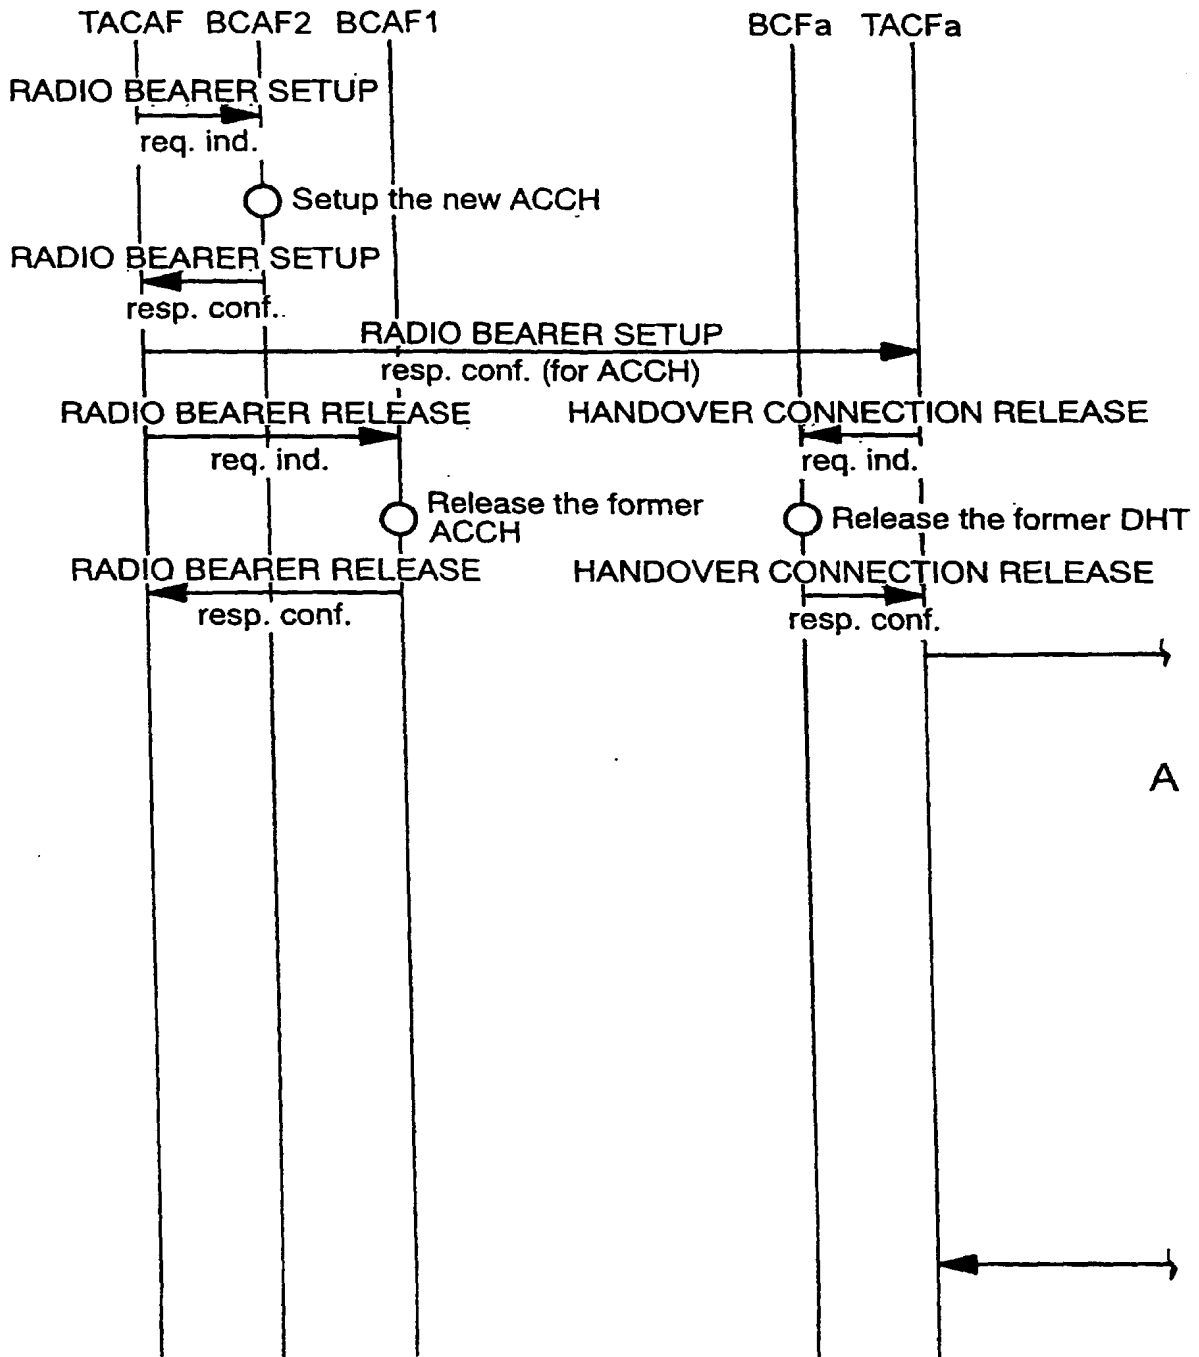 TACAF BCAF2 BCAF1 BCFa TACFa
RADIO BEARER SETUP
req. ind.
Setup the new ACCH
RADIO BEARER SETUP
resp. conf..
RADIO BEARER SETUP
resp. conf. (for ACCH)
RADIO BEARER RELEASE HANDOVER CONNECTION RELEASE
req. ind. req. ind.
Release the former
ACCH
Release the former DHT
RADIO BEARER RELEASE HANDOVER CONNECTION RELEASE
resp. conf. resp. conf.
A